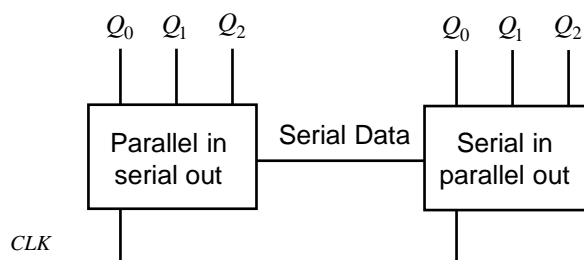 Q0 Q1 Q2 Q0 Q1 Q2
Parallel in
serial out
Serial Data
Serial in
parallel out
CLK